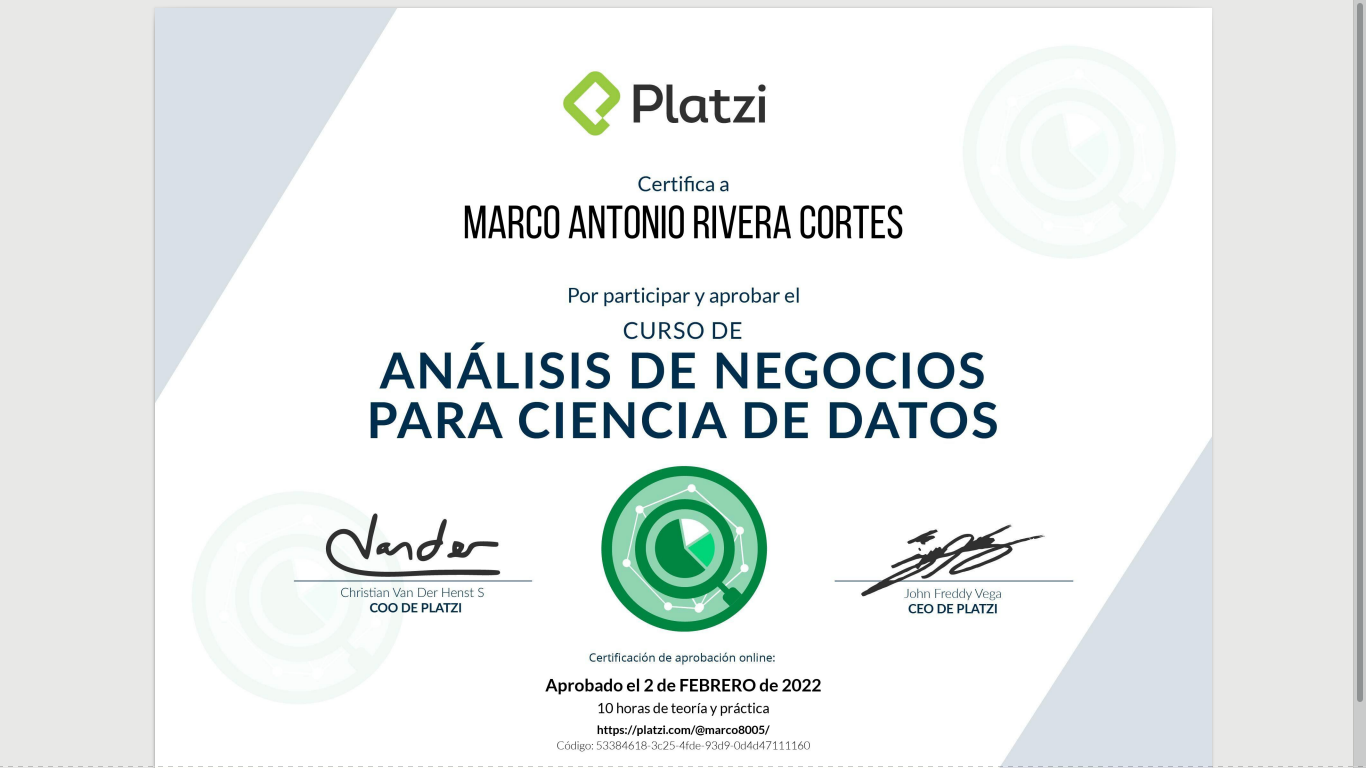 Platzi
Certifica a
MARCO ANTONIO RIVERA CORTES
Por participar y aprobar el
CURSO DE
ANÁLISIS DE NEGOCIOS
PARA CIENCIA DE DATOS
Vander
Christian Van Der Henst S
COO DE PLATZI
John Freddy Vega
CEO DE PLATZI
Certificación de aprobación online:
Aprobado el 2 de FEBRERO de 2022
10 horas de teoría y práctica
https://platzi.com/@marco8005/
Código: 53384618-3c25-4fde-93d9-0d4d47111160